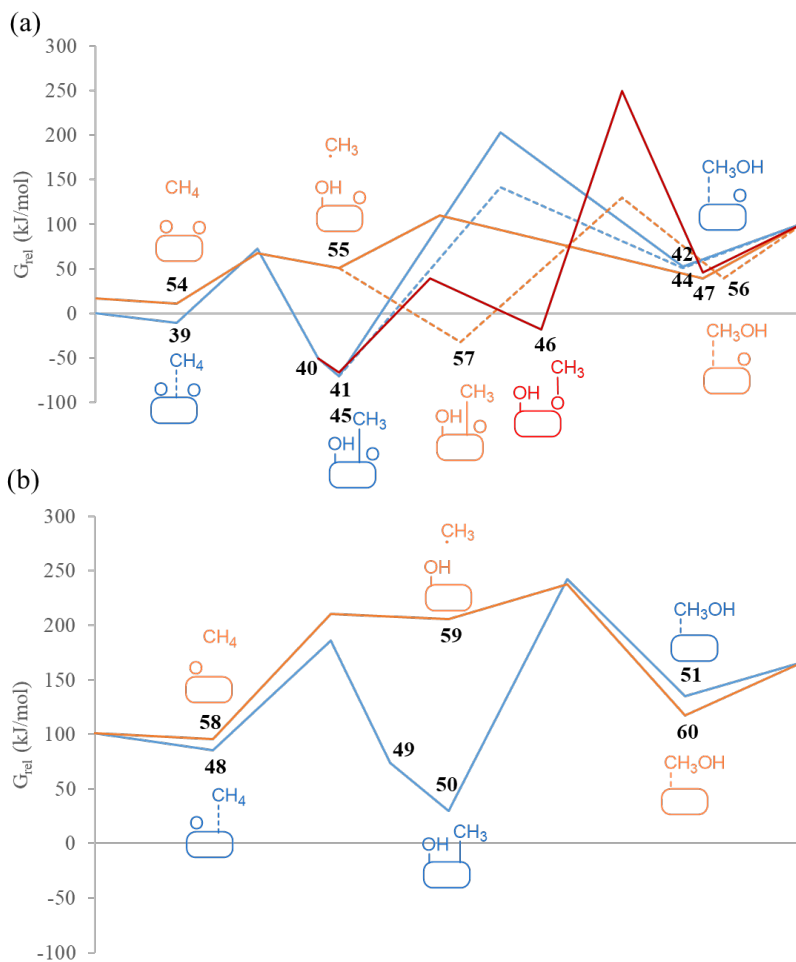 (a)
300
250
200
150
100
50
0
-50
-100
G_rel (kJ/mol)
CH4
O O
54
39
CH4
O O
ĊH3
OH
O
55
40
41
45
CH3
OH
O
57
CH3
OH
O
46
CH3
OH
O
CH3OH
O
42
44
47
56
CH3OH
O
(b)
300
250
200
150
100
50
0
-50
-100
G_rel (kJ/mol)
CH4
O
58
48
CH4
O
·CH3
OH
59
49
50
CH3
OH
CH3OH
51
60
CH3OH